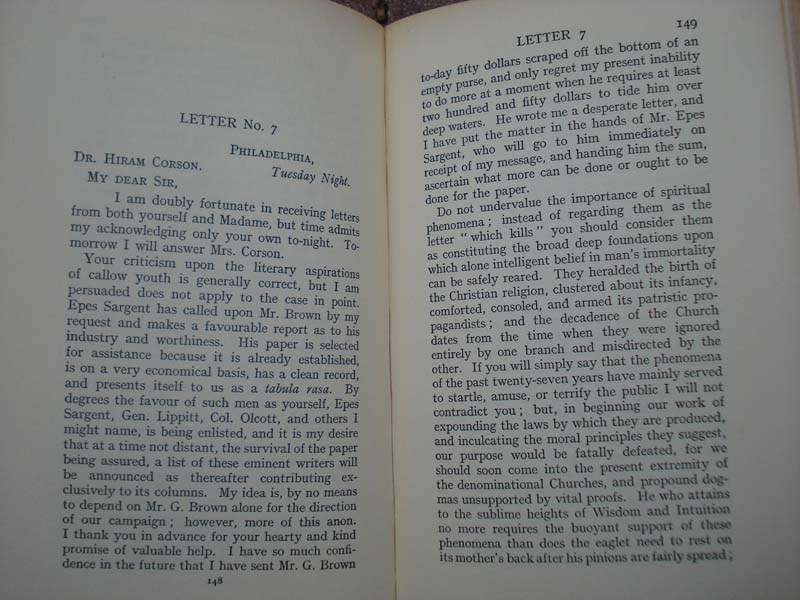 LETTER No. 7
PHILADELPHIA,
Tuesday Night.
DR. HIRAM CORSON.
MY DEAR SIR,
I am doubly fortunate in receiving letters
from both yourself and Madame, but time admits
my acknowledging only your own to-night. To-
morrow I will answer Mrs. Corson.
Your criticism upon the literary aspirations
of callow youth is generally correct, but I am
persuaded does not apply to the case in point.
Epes Sargent has called upon Mr. Brown by my
request and makes a favourable report as to his
industry and worthiness. His paper is selected
for assistance because it is already established,
is on a very economical basis, has a clean record,
and presents itself to us as a tabula rasa. By
degrees the favour of such men as yourself, Epes
Sargent, Gen. Lippitt, Col. Olcott, and others I
might name, is being enlisted, and it is my desire
that at a time not distant, the survival of the paper
being assured, a list of these eminent writers will
be announced as thereafter contributing ex-
clusively to its columns. My idea is, by no means
to depend on Mr. G. Brown alone for the direction
of our campaign; however, more of this anon.
I thank you in advance for your hearty and kind
promise of valuable help. I have so much confi-
dence in the future that I have sent Mr. G. Brown
148
LETTER 7
149
to-day fifty dollars scraped off the bottom of an
empty purse, and only regret my present inability
to do more at a moment when he requires at least
two hundred and fifty dollars to tide him over
deep waters. He wrote me a desperate letter, and
I have put the matter in the hands of Mr. Epes
Sargent, who will go to him immediately on
receipt of my message, and handing him the sum,
ascertain what more can be done or ought to be
done for the paper.
Do not undervalue the importance of spiritual
phenomena; instead of regarding them as the
letter "which kills" you should consider them
as constituting the broad deep foundations upon
which alone intelligent belief in man's immortality
can be safely reared. They heralded the birth of
the Christian religion, clustered about its infancy,
comforted, consoled, and armed its patristic pro-
pagandists; and the decadence of the Church
dates from the time when they were ignored
entirely by one branch and misdirected by the
other. If you will simply say that the phenomena
of the past twenty-seven years have mainly served
to startle, amuse, or terrify the public I will not
contradict you; but, in beginning our work of
expounding the laws by which they are produced,
and inculcating the moral principles they suggest,
our purpose would be fatally defeated, for we
should soon come into the present extremity of
the denominational Churches, and propound dog-
mas unsupported by vital proofs. He who attains
to the sublime heights of Wisdom and Intuition
no more requires the buoyant support of these
phenomena than does the eaglet need to rest on
its mother's back after his pinions are fairly spread;